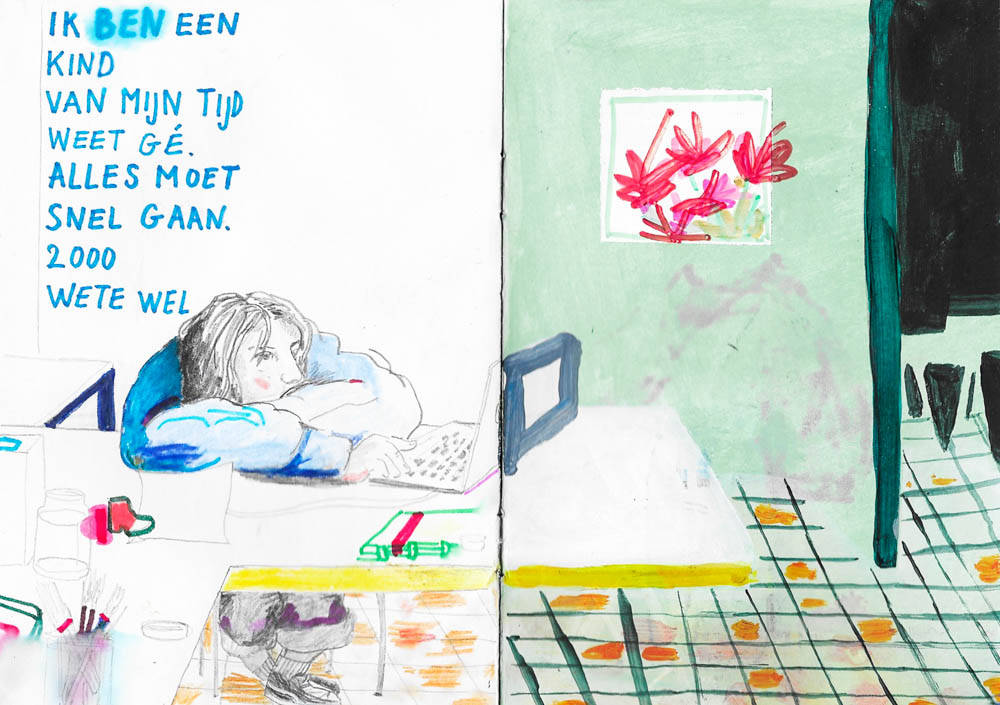 IK BEN EEN
KIND
VAN MIJN TIJD
WEET GÉ.
ALLES MOET
SNEL GAAN.
2000
WETE WEL